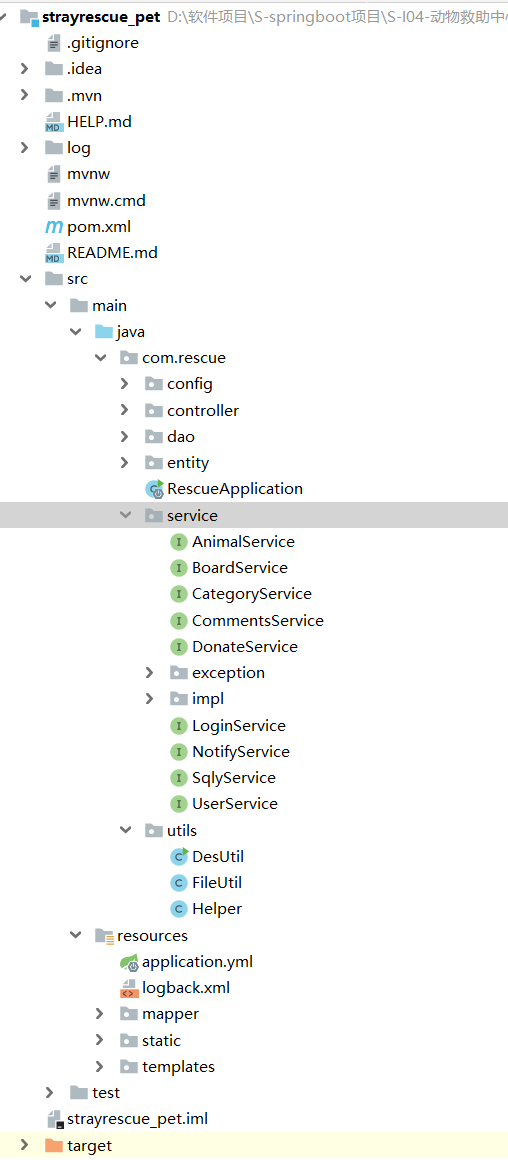 strayrescue_pet D:\软件项目\S-springboot项目\S-I04-动物救助中心
.gitignore
.idea
.mvn
HELP.md
log
mvnw
mvnw.cmd
pom.xml
README.md
src
main
java
com.rescue
config
controller
dao
entity
RescueApplication
service
AnimalService
BoardService
CategoryService
CommentsService
DonateService
exception
impl
LoginService
NotifyService
SqlyService
UserService
utils
DesUtil
FileUtil
Helper
resources
application.yml
logback.xml
mapper
static
templates
test
strayrescue_pet.iml
target